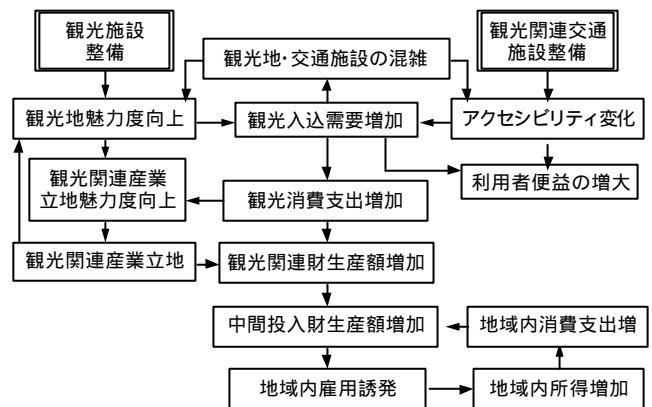 観光施設
整備
観光地・交通施設の混雑
観光関連交通
施設整備
観光地魅力度向上
観光入込需要増加
アクセシビリティ変化
観光関連産業
立地魅力度向上
利用者便益の増大
観光消費支出増加
観光関連産業立地
観光関連財生産額増加
中間投入財生産額増加
地域内消費支出増
地域内雇用誘発
地域内所得増加